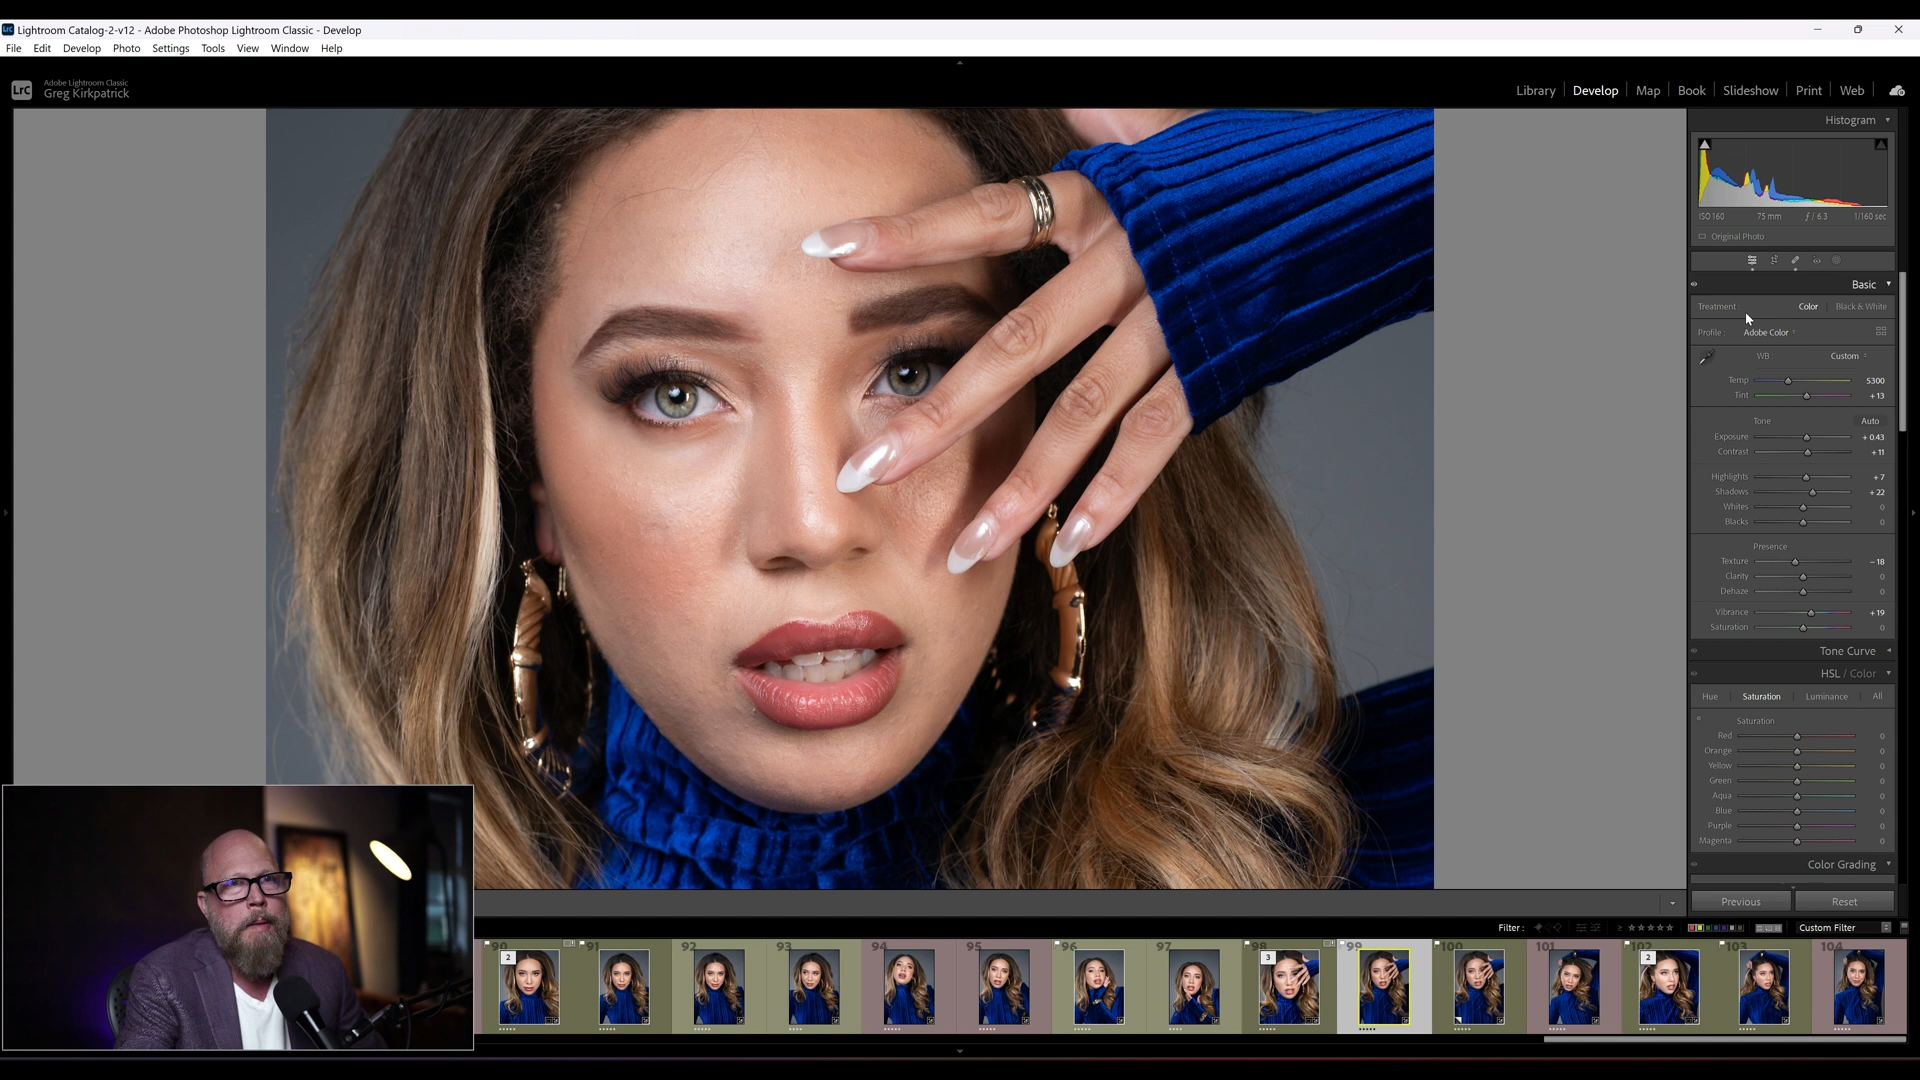 Lightroom Catalog-2-v12 - Adobe Photoshop Lightroom Classic - Develop
File Edit Develop Photo Settings Tools View Window Help
LrC Adobe Lightroom Classic
Greg Kirkpatrick
Library Develop Map Book Slideshow Print Web
Histogram
ISO 160 75 mm ƒ / 6.3 1/160 sec
Original Photo
Basic
Treatment : Color Black & White
Profile : Adobe Color
WB : Custom
Temp 5300
Tint + 13
Tone Auto
Exposure + 0.43
Contrast + 11
Highlights + 7
Shadows + 22
Whites 0
Blacks 0
Presence
Texture – 18
Clarity 0
Dehaze 0
Vibrance + 19
Saturation 0
Tone Curve
HSL / Color
Hue Saturation Luminance All
Saturation
Red 0
Orange 0
Yellow 0
Green 0
Aqua 0
Blue 0
Purple 0
Magenta 0
Color Grading
Previous Reset
Filter : ≥ ★★★★★ Custom Filter
90 91 92 93 94 95 96 97 98 99 100 101 102 103 104
2 3 2